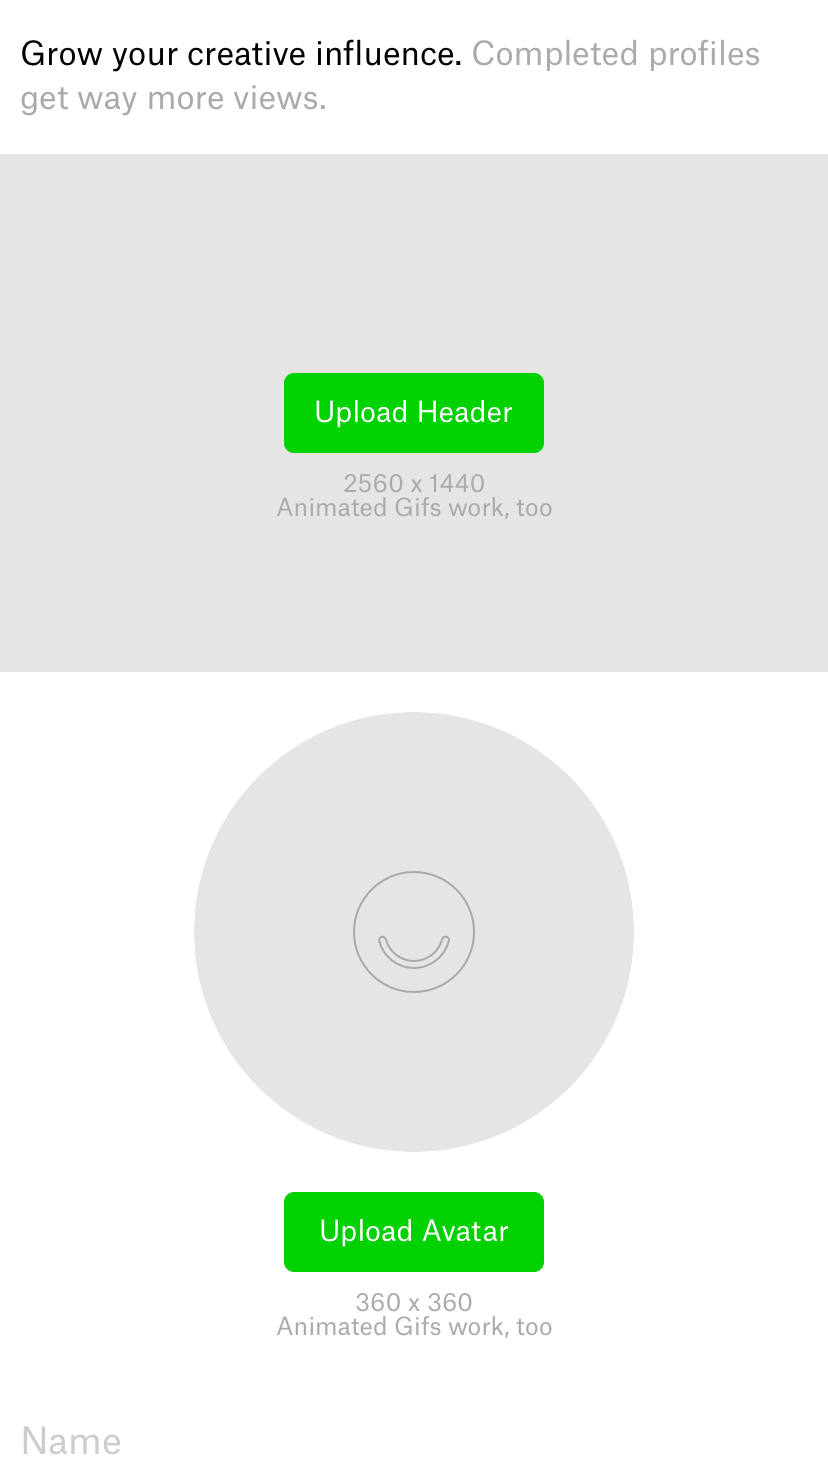 Grow your creative influence. Completed profiles
get way more views.
Upload Header
2560 x 1440
Animated Gifs work, too
Upload Avatar
360 x 360
Animated Gifs work, too
Name